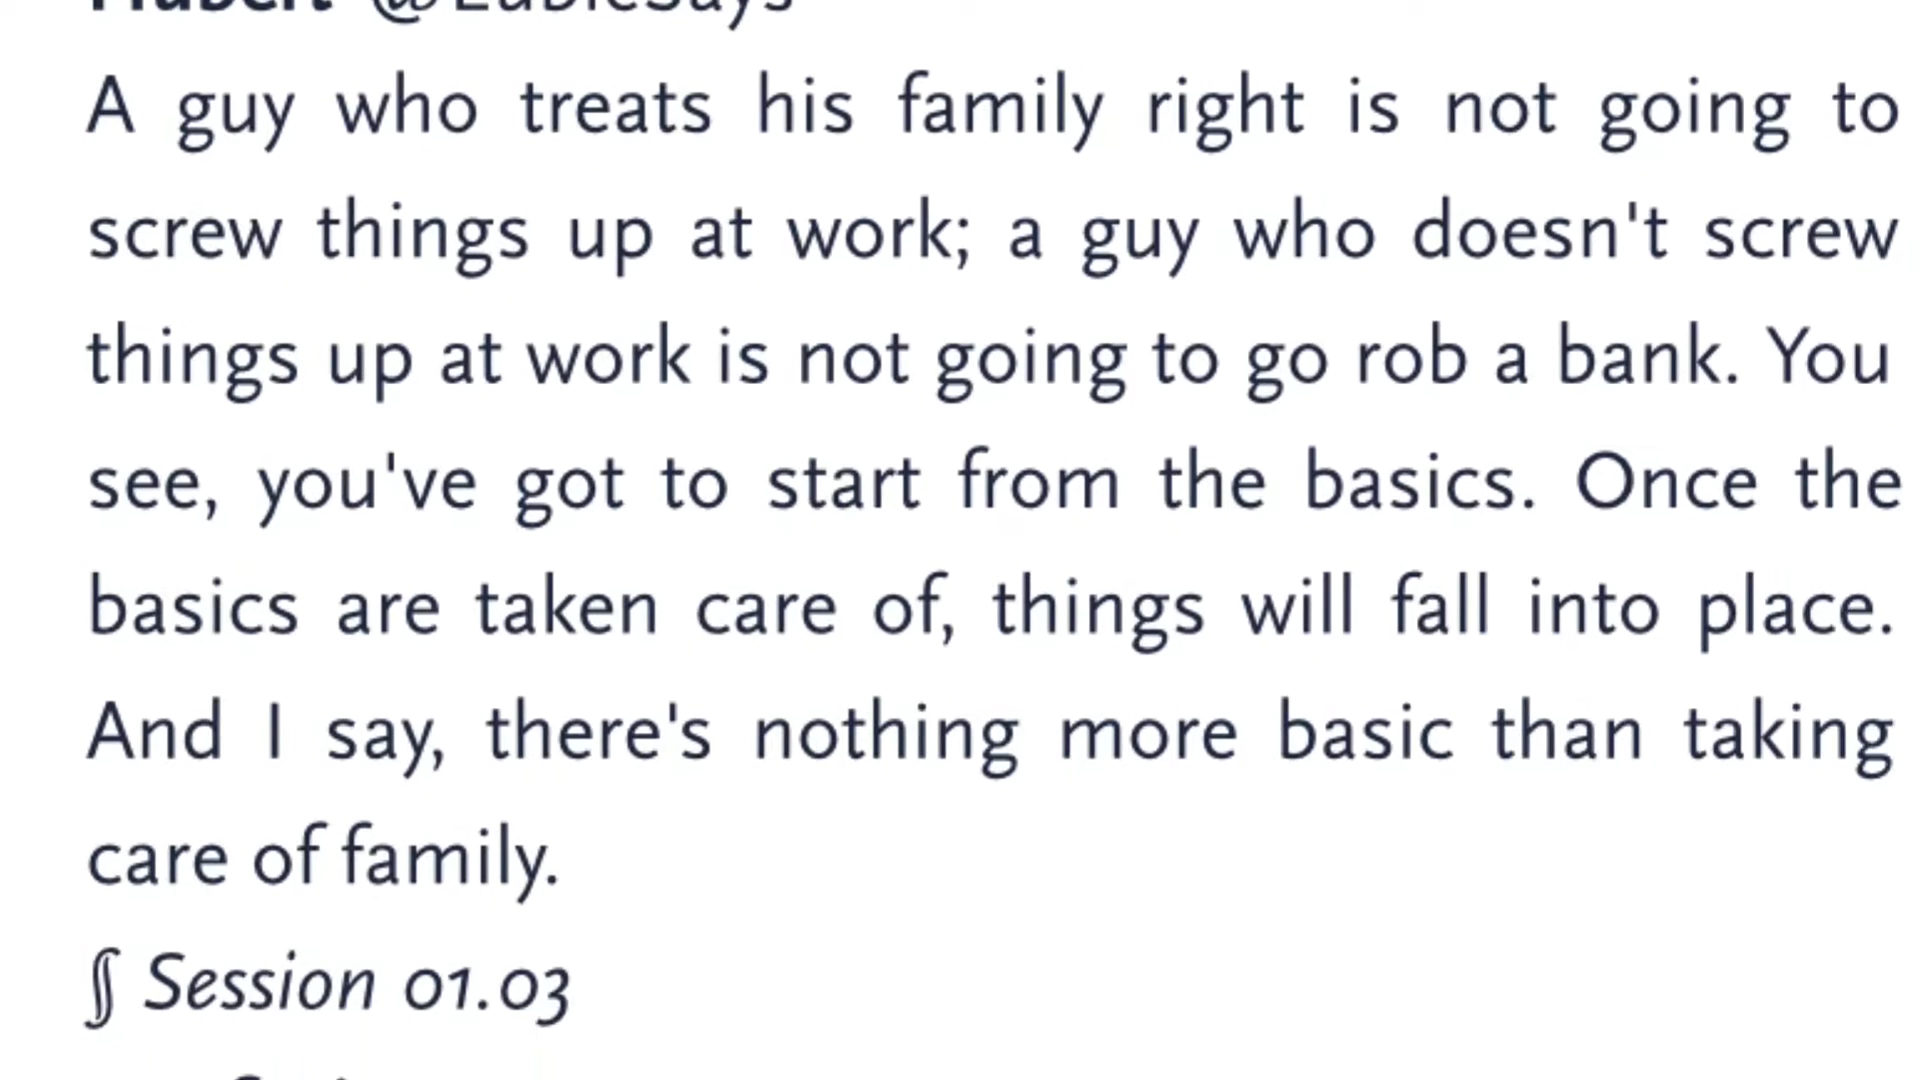 Hubert @LubieSays
A guy who treats his family right is not going to
screw things up at work; a guy who doesn't screw
things up at work is not going to go rob a bank. You
see, you've got to start from the basics. Once the
basics are taken care of, things will fall into place.
And I say, there's nothing more basic than taking
care of family.
§ Session 01.03